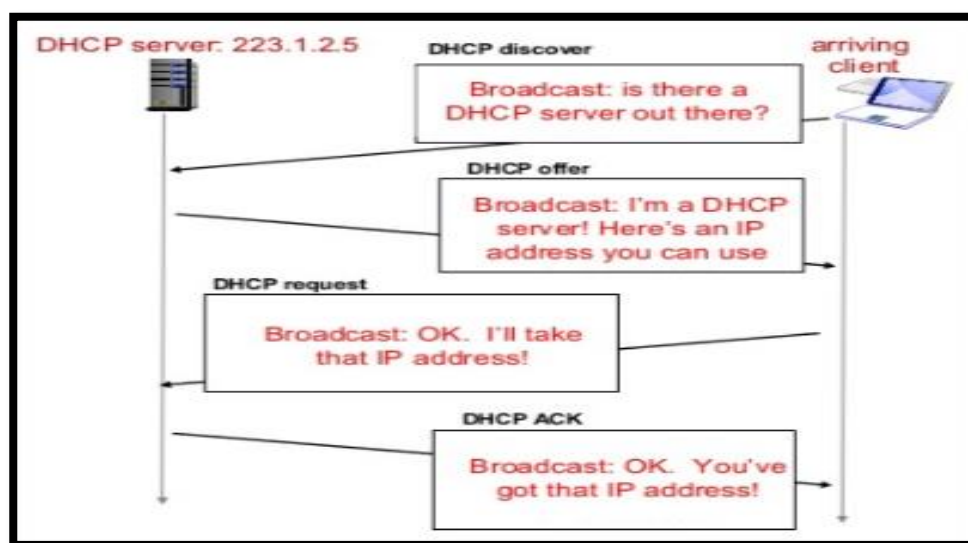 DHCP server: 223.1.2.5
DHCP discover
arriving
client
Broadcast: is there a
DHCP server out there?
DHCP offer
Broadcast: I'm a DHCP
server! Here's an IP
address you can use
DHCP request
Broadcast: OK. I'll take
that IP address!
DHCP ACK
Broadcast: OK. You've
got that IP address!